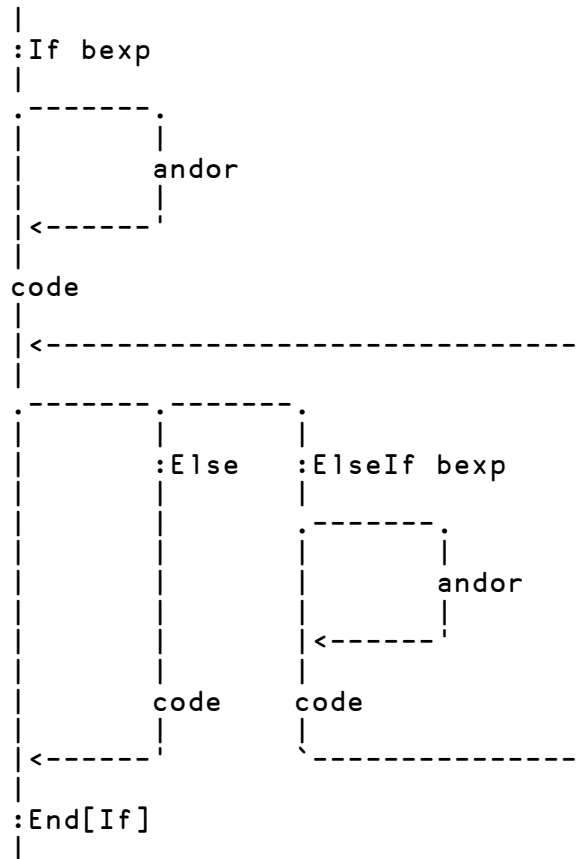 :If bexp
andor
code
:Else :ElseIf bexp
andor
code code
:End[If]